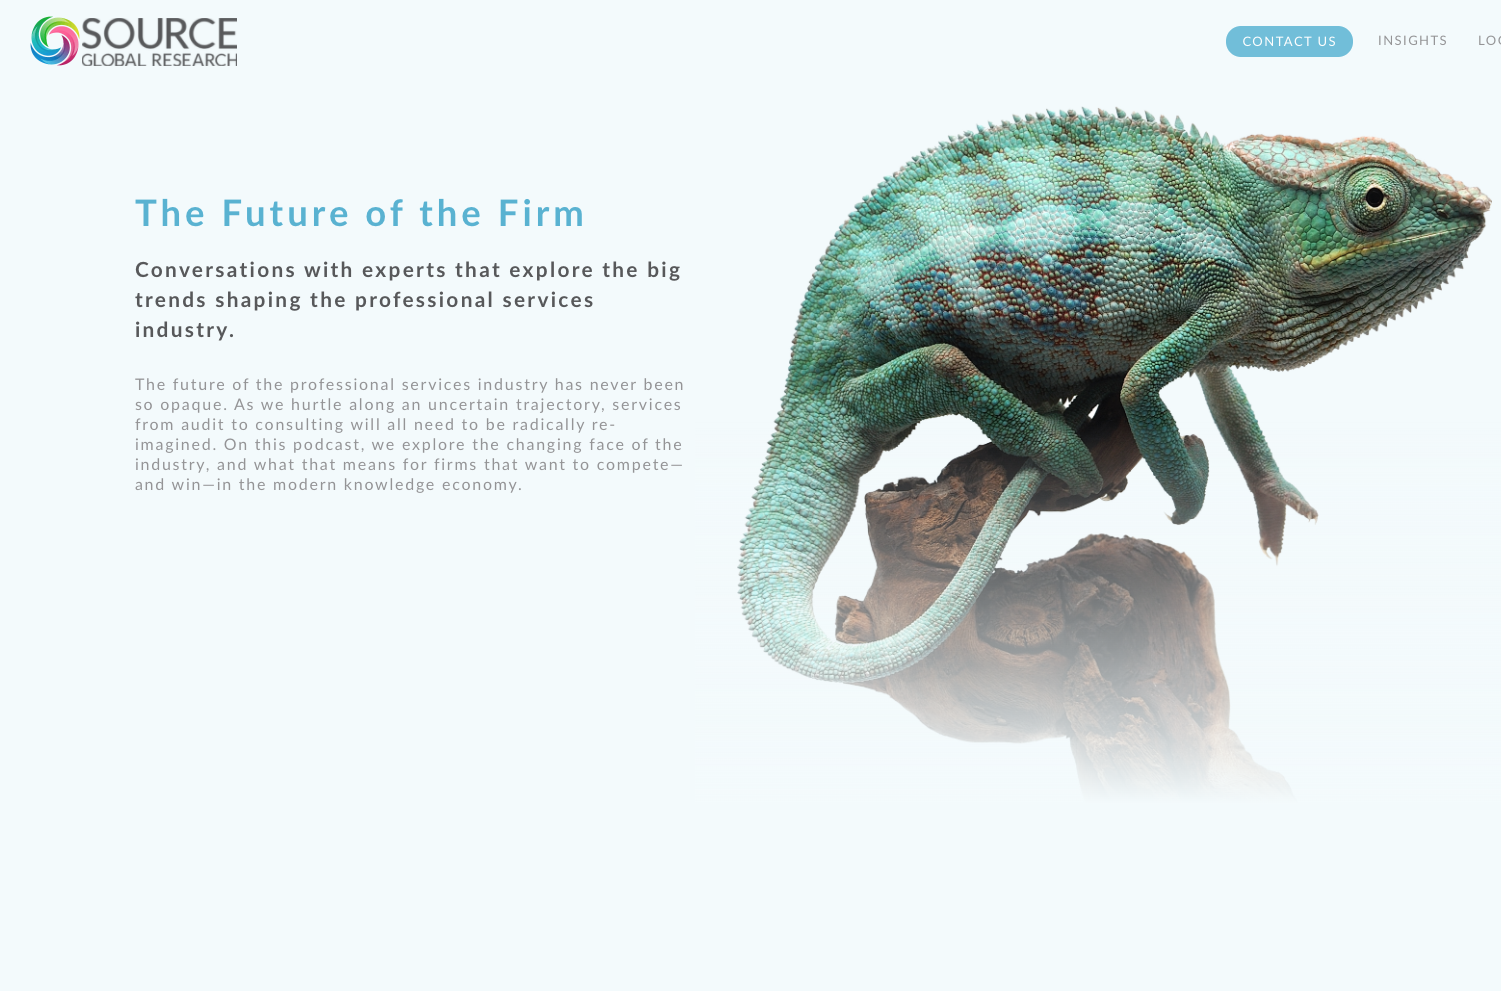 SOURCE
GLOBAL RESEARCH
CONTACT US
INSIGHTS
The Future of the Firm
Conversations with experts that explore the big
trends shaping the professional services
industry.
The future of the professional services industry has never been
so opaque. As we hurtle along an uncertain trajectory, services
from audit to consulting will all need to be radically re-
imagined. On this podcast, we explore the changing face of the
industry, and what that means for firms that want to compete—
and win—in the modern knowledge economy.